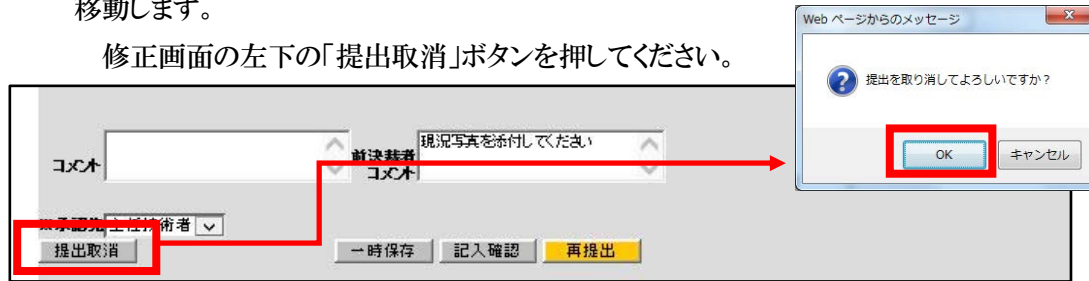 移動します。
修正画面の左下の「提出取消」ボタンを押してください。
Web ページからのメッセージ
提出を取り消してよろしいですか?
OK キャンセル
コメント
前決裁者
コメント
現況写真を添付してください
※承認先 主任技術者
提出取消 一時保存 記入確認 再提出